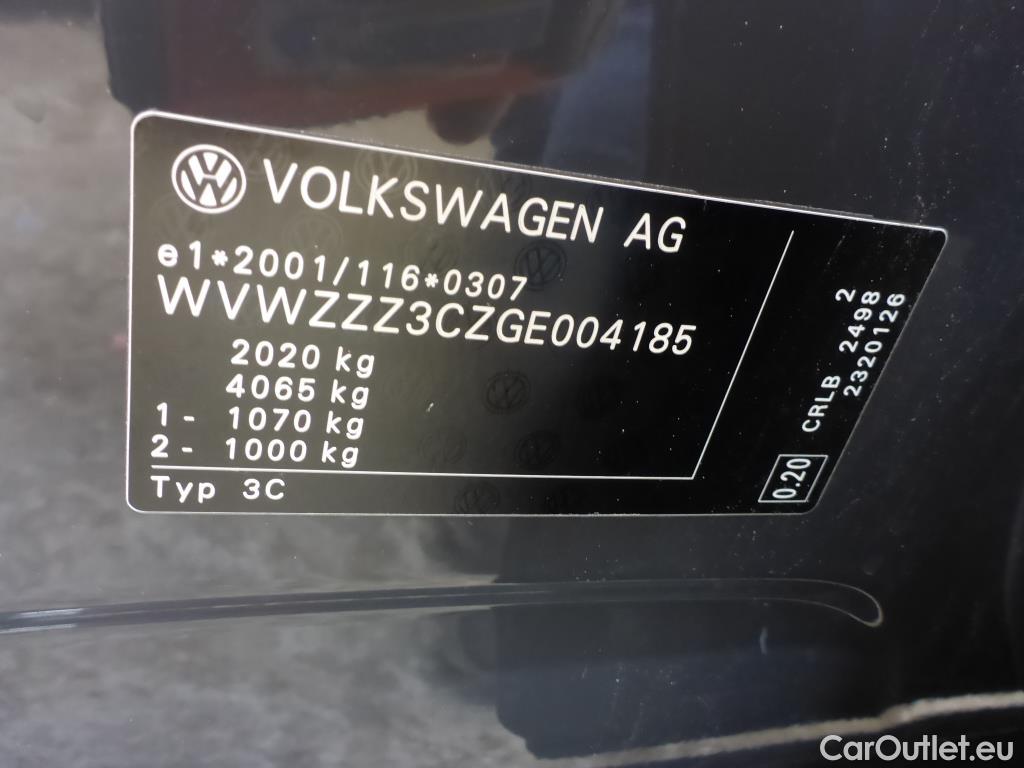 VOLKSWAGEN AG
e1*2001/116*0307
WVWZZZ3CZGE004185
2020 kg
4065 kg
1 - 1070 kg
2 - 1000 kg
Typ 3C
0.20
CRLB 2498 2
2320126
CarOutlet.eu